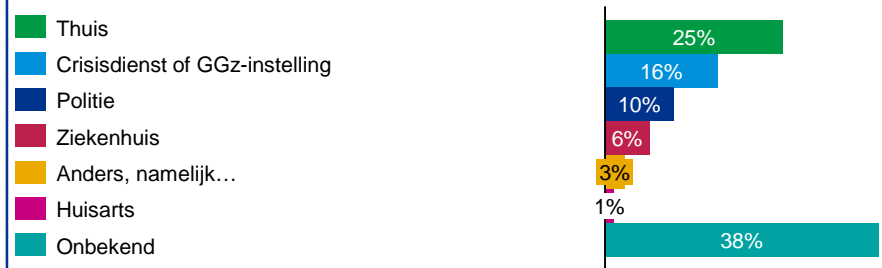 Thuis 25%
Crisisdienst of GGz-instelling 16%
Politie 10%
Ziekenhuis 6%
Anders, namelijk… 3%
Huisarts 1%
Onbekend 38%